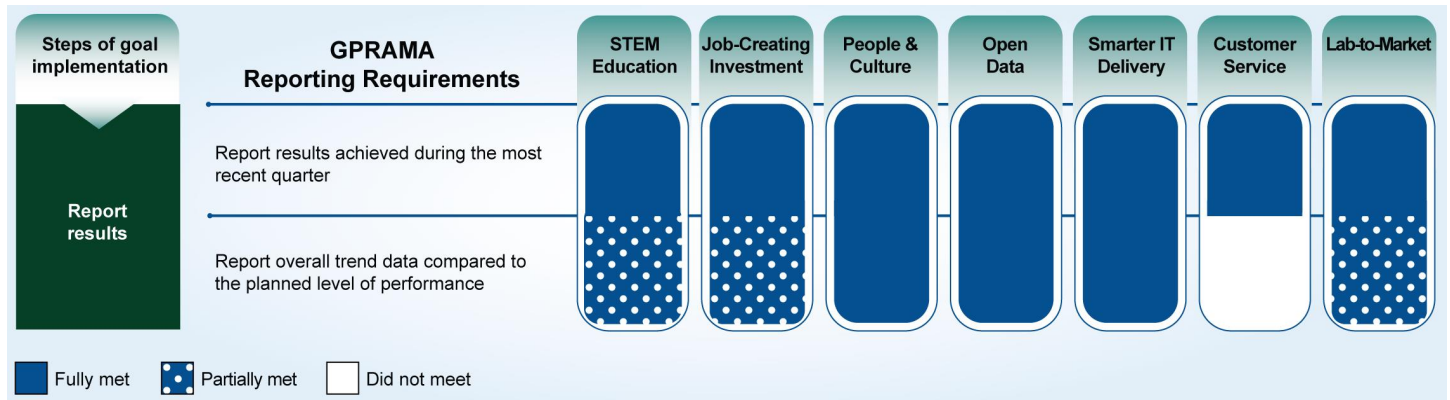 Steps of goal
implementation
GPRAMA
Reporting Requirements
STEM
Education
Job-Creating
Investment
People &
Culture
Open
Data
Smarter IT
Delivery
Customer
Service
Lab-to-Market
Report
results
Report results achieved during the most
recent quarter
Report overall trend data compared to
the planned level of performance
Fully met
Partially met
Did not meet